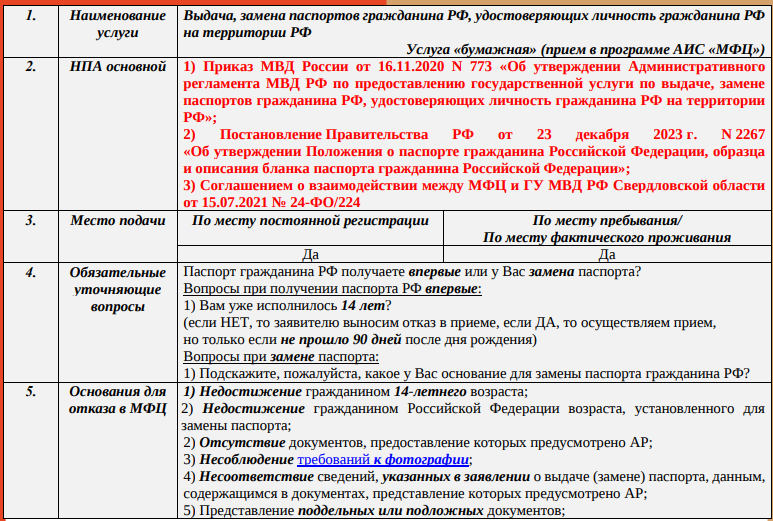 1. Наименование услуги
Выдача, замена паспортов гражданина РФ, удостоверяющих личность гражданина РФ
на территории РФ
Услуга «бумажная» (прием в программе АИС «МФЦ»)
2. НПА основной
1) Приказ МВД России от 16.11.2020 N 773 «Об утверждении Административного
регламента МВД РФ по предоставлению государственной услуги по выдаче, замене
паспортов гражданина РФ, удостоверяющих личность гражданина РФ на территории
РФ»;
2) Постановление Правительства РФ от 23 декабря 2023 г. N 2267
«Об утверждении Положения о паспорте гражданина Российской Федерации, образца
и описания бланка паспорта гражданина Российской Федерации»;
3) Соглашением о взаимодействии между МФЦ и ГУ МВД РФ Свердловской области
от 15.07.2021 № 24-ФО/224
3. Место подачи
По месту постоянной регистрации
По месту пребывания/
По месту фактического проживания
Да
Да
4. Обязательные
уточняющие
вопросы
Паспорт гражданина РФ получаете впервые или у Вас замена паспорта?
Вопросы при получении паспорта РФ впервые:
1) Вам уже исполнилось 14 лет?
(если НЕТ, то заявителю выносим отказ в приеме, если ДА, то осуществляем прием,
но только если не прошло 90 дней после дня рождения)
Вопросы при замене паспорта:
1) Подскажите, пожалуйста, какое у Вас основание для замены паспорта гражданина РФ?
5. Основания для
отказа в МФЦ
1) Недостижение гражданином 14-летнего возраста;
2) Недостижение гражданином Российской Федерации возраста, установленного для
замены паспорта;
2) Отсутствие документов, предоставление которых предусмотрено АР;
3) Несоблюдение требований к фотографии;
4) Несоответствие сведений, указанных в заявлении о выдаче (замене) паспорта, данным,
содержащимся в документах, представление которых предусмотрено АР;
5) Представление поддельных или подложных документов;